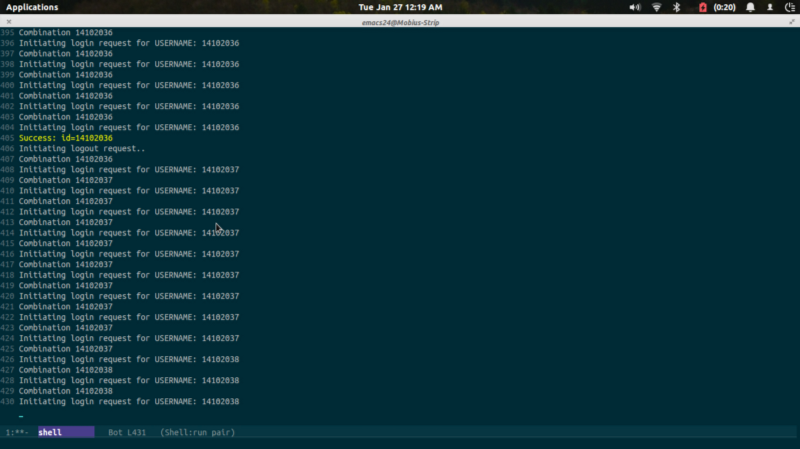 Applications Tue Jan 27 12:19 AM (0:20)
emacs24@Mobius-Strip
395 Combination 14102036
396 Initiating login request for USERNAME: 14102036
397 Combination 14102036
398 Initiating login request for USERNAME: 14102036
399 Combination 14102036
400 Initiating login request for USERNAME: 14102036
401 Combination 14102036
402 Initiating login request for USERNAME: 14102036
403 Combination 14102036
404 Initiating login request for USERNAME: 14102036
405 Success: id=14102036
406 Initiating logout request..
407 Combination 14102036
408 Initiating login request for USERNAME: 14102037
409 Combination 14102037
410 Initiating login request for USERNAME: 14102037
411 Combination 14102037
412 Initiating login request for USERNAME: 14102037
413 Combination 14102037
414 Initiating login request for USERNAME: 14102037
415 Combination 14102037
416 Initiating login request for USERNAME: 14102037
417 Combination 14102037
418 Initiating login request for USERNAME: 14102037
419 Combination 14102037
420 Initiating login request for USERNAME: 14102037
421 Combination 14102037
422 Initiating login request for USERNAME: 14102037
423 Combination 14102037
424 Initiating login request for USERNAME: 14102037
425 Combination 14102037
426 Initiating login request for USERNAME: 14102038
427 Combination 14102038
428 Initiating login request for USERNAME: 14102038
429 Combination 14102038
430 Initiating login request for USERNAME: 14102038
1:**- shell Bot L431 (Shell:run pair)